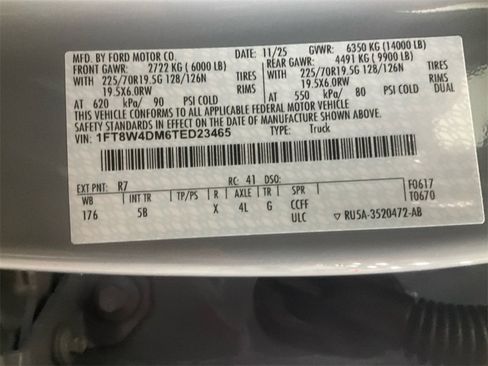 MFD. BY FORD MOTOR CO. DATE: 11/25 GVWR: 6350 KG (14000 LB)
FRONT GAWR: 2722 KG (6000 LB) REAR GAWR: 4491 KG (9900 LB)
WITH 225/70R19.5G 128/126N TIRES WITH 225/70R19.5G 128/126N TIRES
19.5X6.0RW RIMS 19.5X6.0RW RIMS
AT 620 kPa/ 90 PSI COLD AT 550 kPa/ 80 PSI COLD
THIS VEHICLE CONFORMS TO ALL APPLICABLE FEDERAL MOTOR VEHICLE
SAFETY STANDARDS IN EFFECT ON THE DATE OF MANUFACTURE SHOWN ABOVE.
VIN: 1FT8W4DM6TED23465 TYPE: Truck
EXT PNT: R7 RC: 41 DSO: F0617
WB INT TR TP/PS R AXLE TR SPR T0670
176 5B X 4L G CCFF
ULC ▽ RU5A-3520472-AB